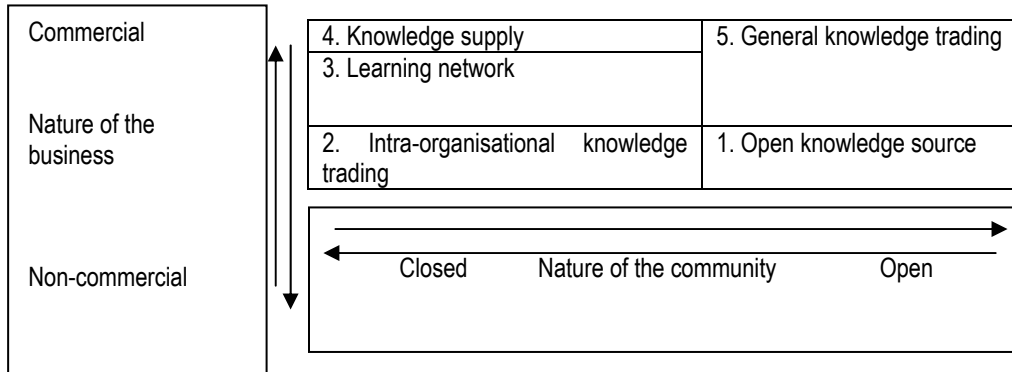 Commercial
Nature of the
business
Non-commercial
4. Knowledge supply
3. Learning network
5. General knowledge trading
2. Intra-organisational knowledge
trading
1. Open knowledge source
Closed Nature of the community Open